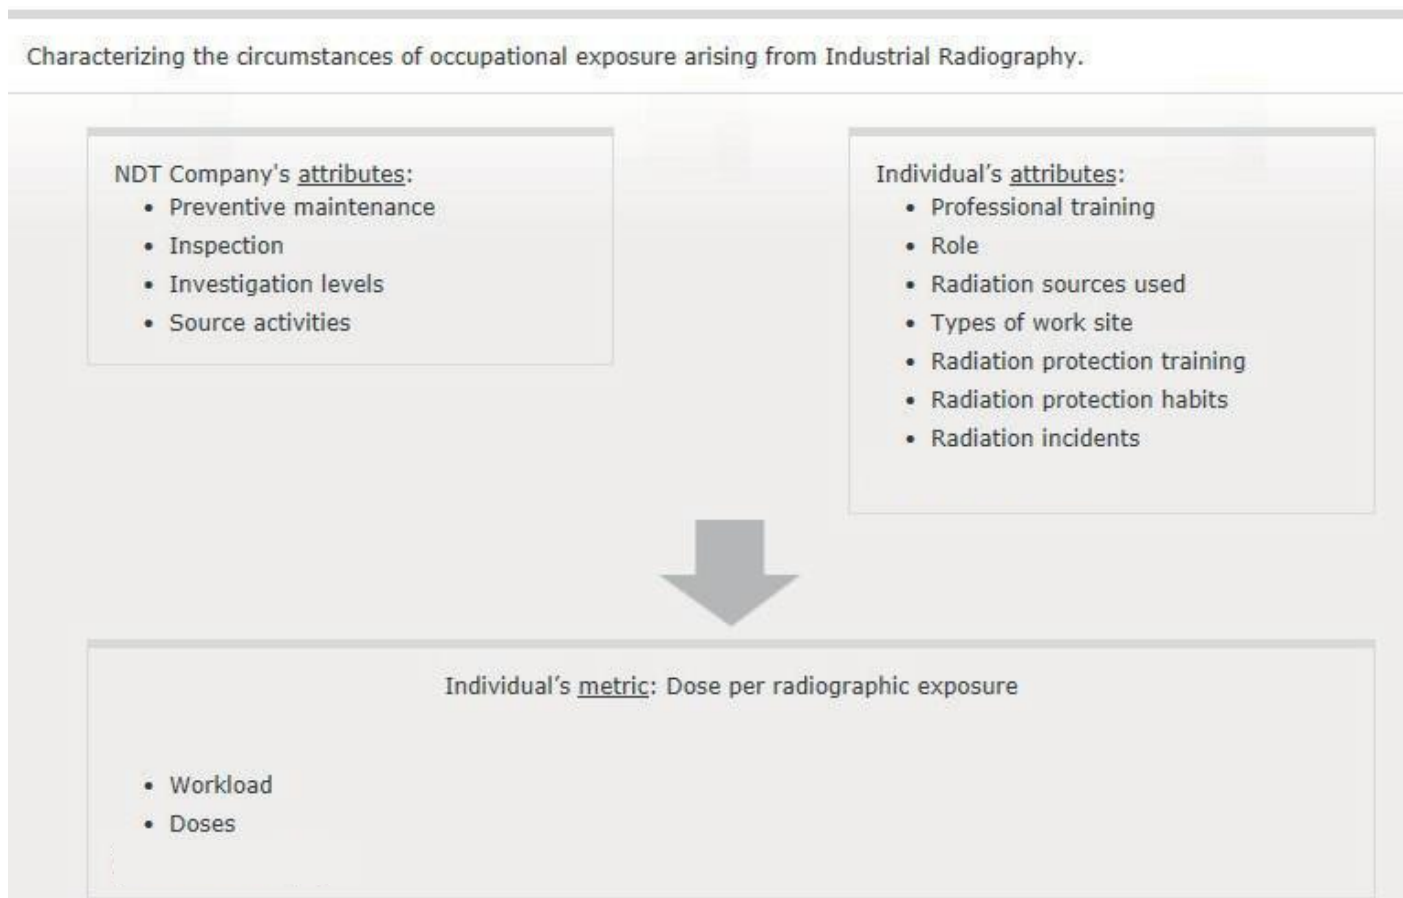 Characterizing the circumstances of occupational exposure arising from Industrial Radiography.
NDT Company's attributes:
• Preventive maintenance
• Inspection
• Investigation levels
• Source activities
Individual’s attributes:
• Professional training
• Role
• Radiation sources used
• Types of work site
• Radiation protection training
• Radiation protection habits
• Radiation incidents
Individual’s metric: Dose per radiographic exposure
• Workload
• Doses